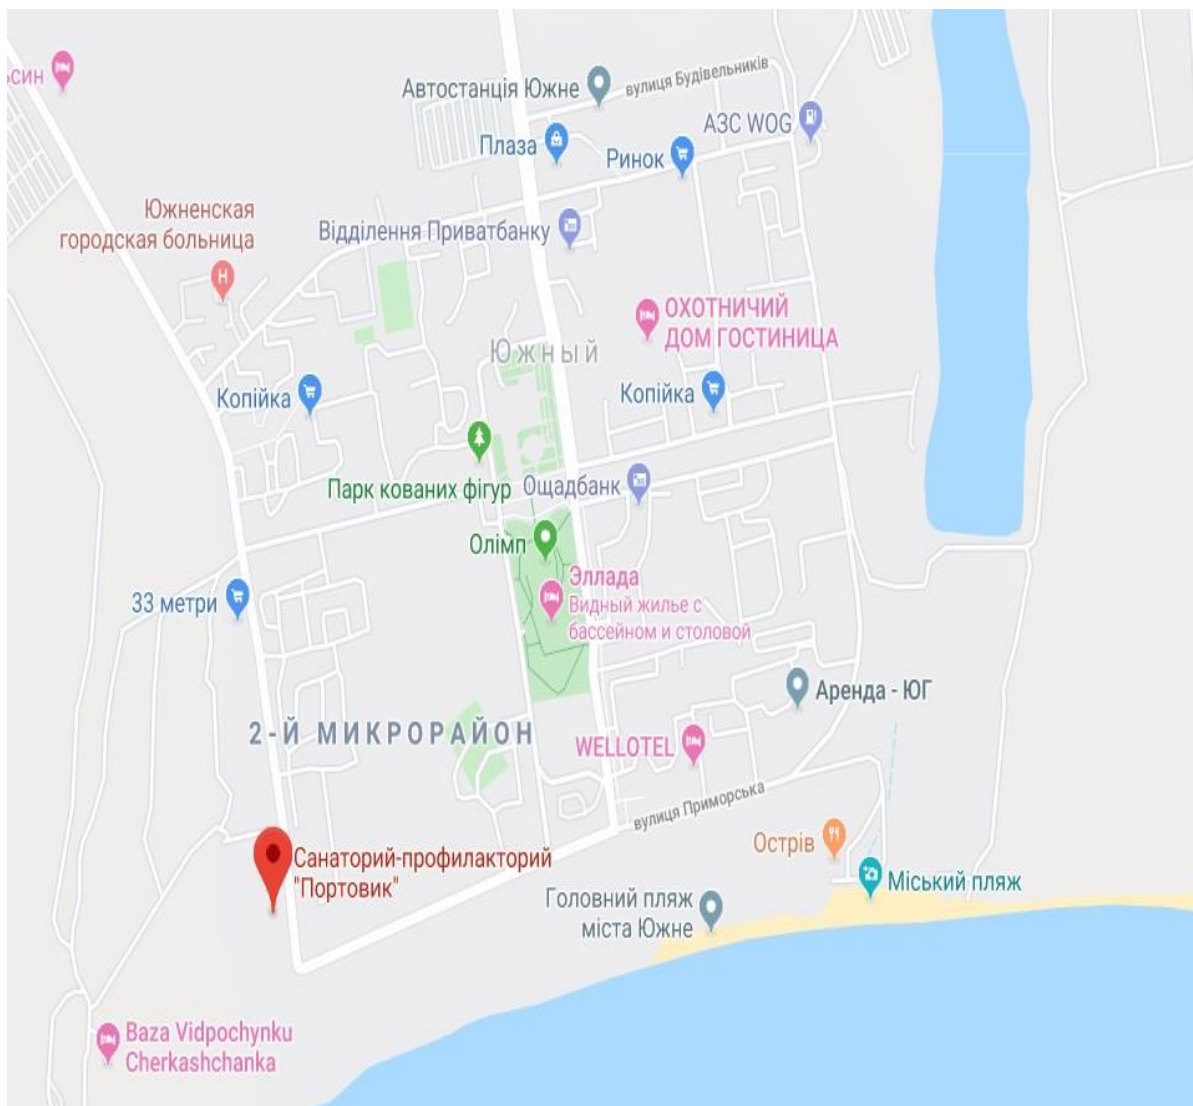 ьсин
Автостанція Южне
вулиця Будівельників
Плаза
АЗС WOG
Ринок
Южненская
городская больница
Відділення Приватбанку
ОХОТНИЧИЙ
ДОМ ГОСТИНИЦА
Южный
Копійка
Копійка
Парк кованих фігур
Ощадбанк
Олімп
Эллада
Видный жилье с
бассейном и столовой
33 метри
Аренда - ЮГ
2-Й МИКРОРАЙОН
WELLOTEL
вулиця Приморська
Острів
Санаторий-профилакторий
"Портовик"
Міський пляж
Головний пляж
міста Южне
Baza Vidpochynku
Cherkashchanka